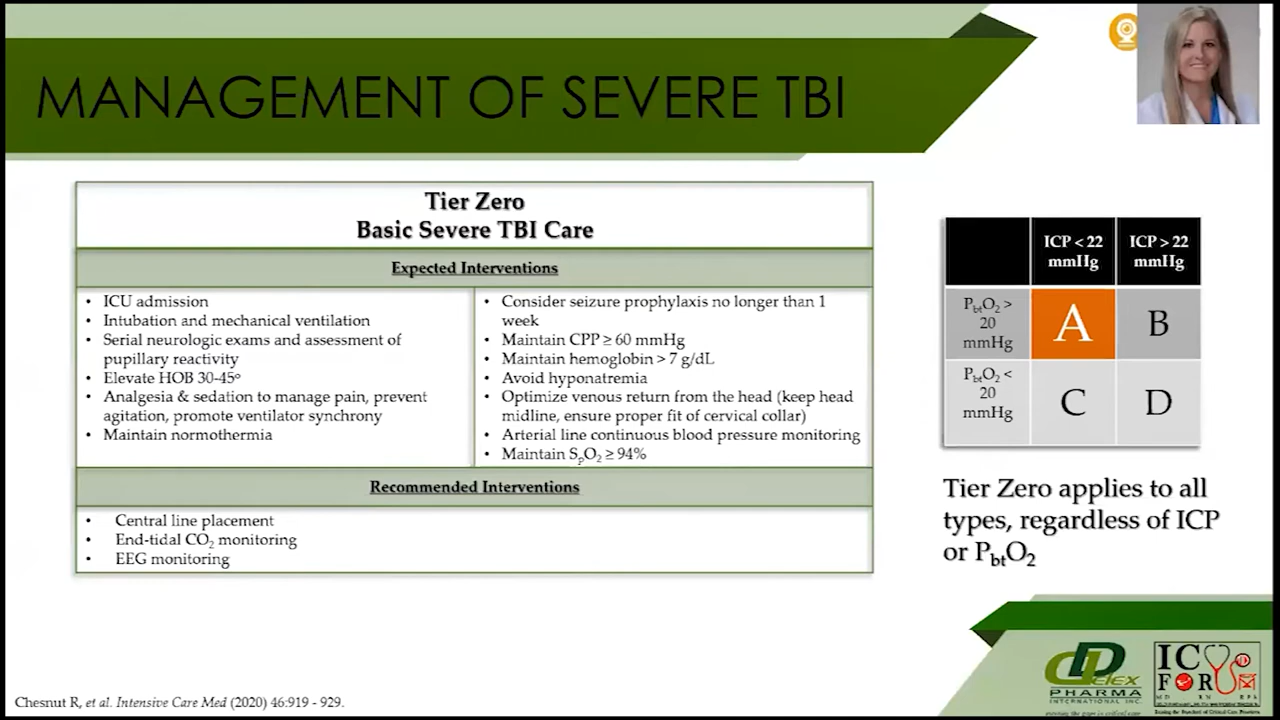 MANAGEMENT OF SEVERE TBI
Tier Zero
Basic Severe TBI Care
Expected Interventions
• ICU admission
• Intubation and mechanical ventilation
• Serial neurologic exams and assessment of
pupillary reactivity
• Elevate HOB 30-45º
• Analgesia & sedation to manage pain, prevent
agitation, promote ventilator synchrony
• Maintain normothermia
• Consider seizure prophylaxis no longer than 1
week
• Maintain CPP ≥ 60 mmHg
• Maintain hemoglobin > 7 g/dL
• Avoid hyponatremia
• Optimize venous return from the head (keep head
midline, ensure proper fit of cervical collar)
• Arterial line continuous blood pressure monitoring
• Maintain SpO2 ≥ 94%
Recommended Interventions
• Central line placement
• End-tidal CO2 monitoring
• EEG monitoring
ICP < 22
mmHg
ICP > 22
mmHg
PbtO2 >
20
mmHg
A
B
PbtO2 <
20
mmHg
C
D
Tier Zero applies to all
types, regardless of ICP
or PbtO2
Chesnut R, et al. Intensive Care Med (2020) 46:919 - 929.
Delex
PHARMA
INTERNATIONAL INC.
ICU
FORUM